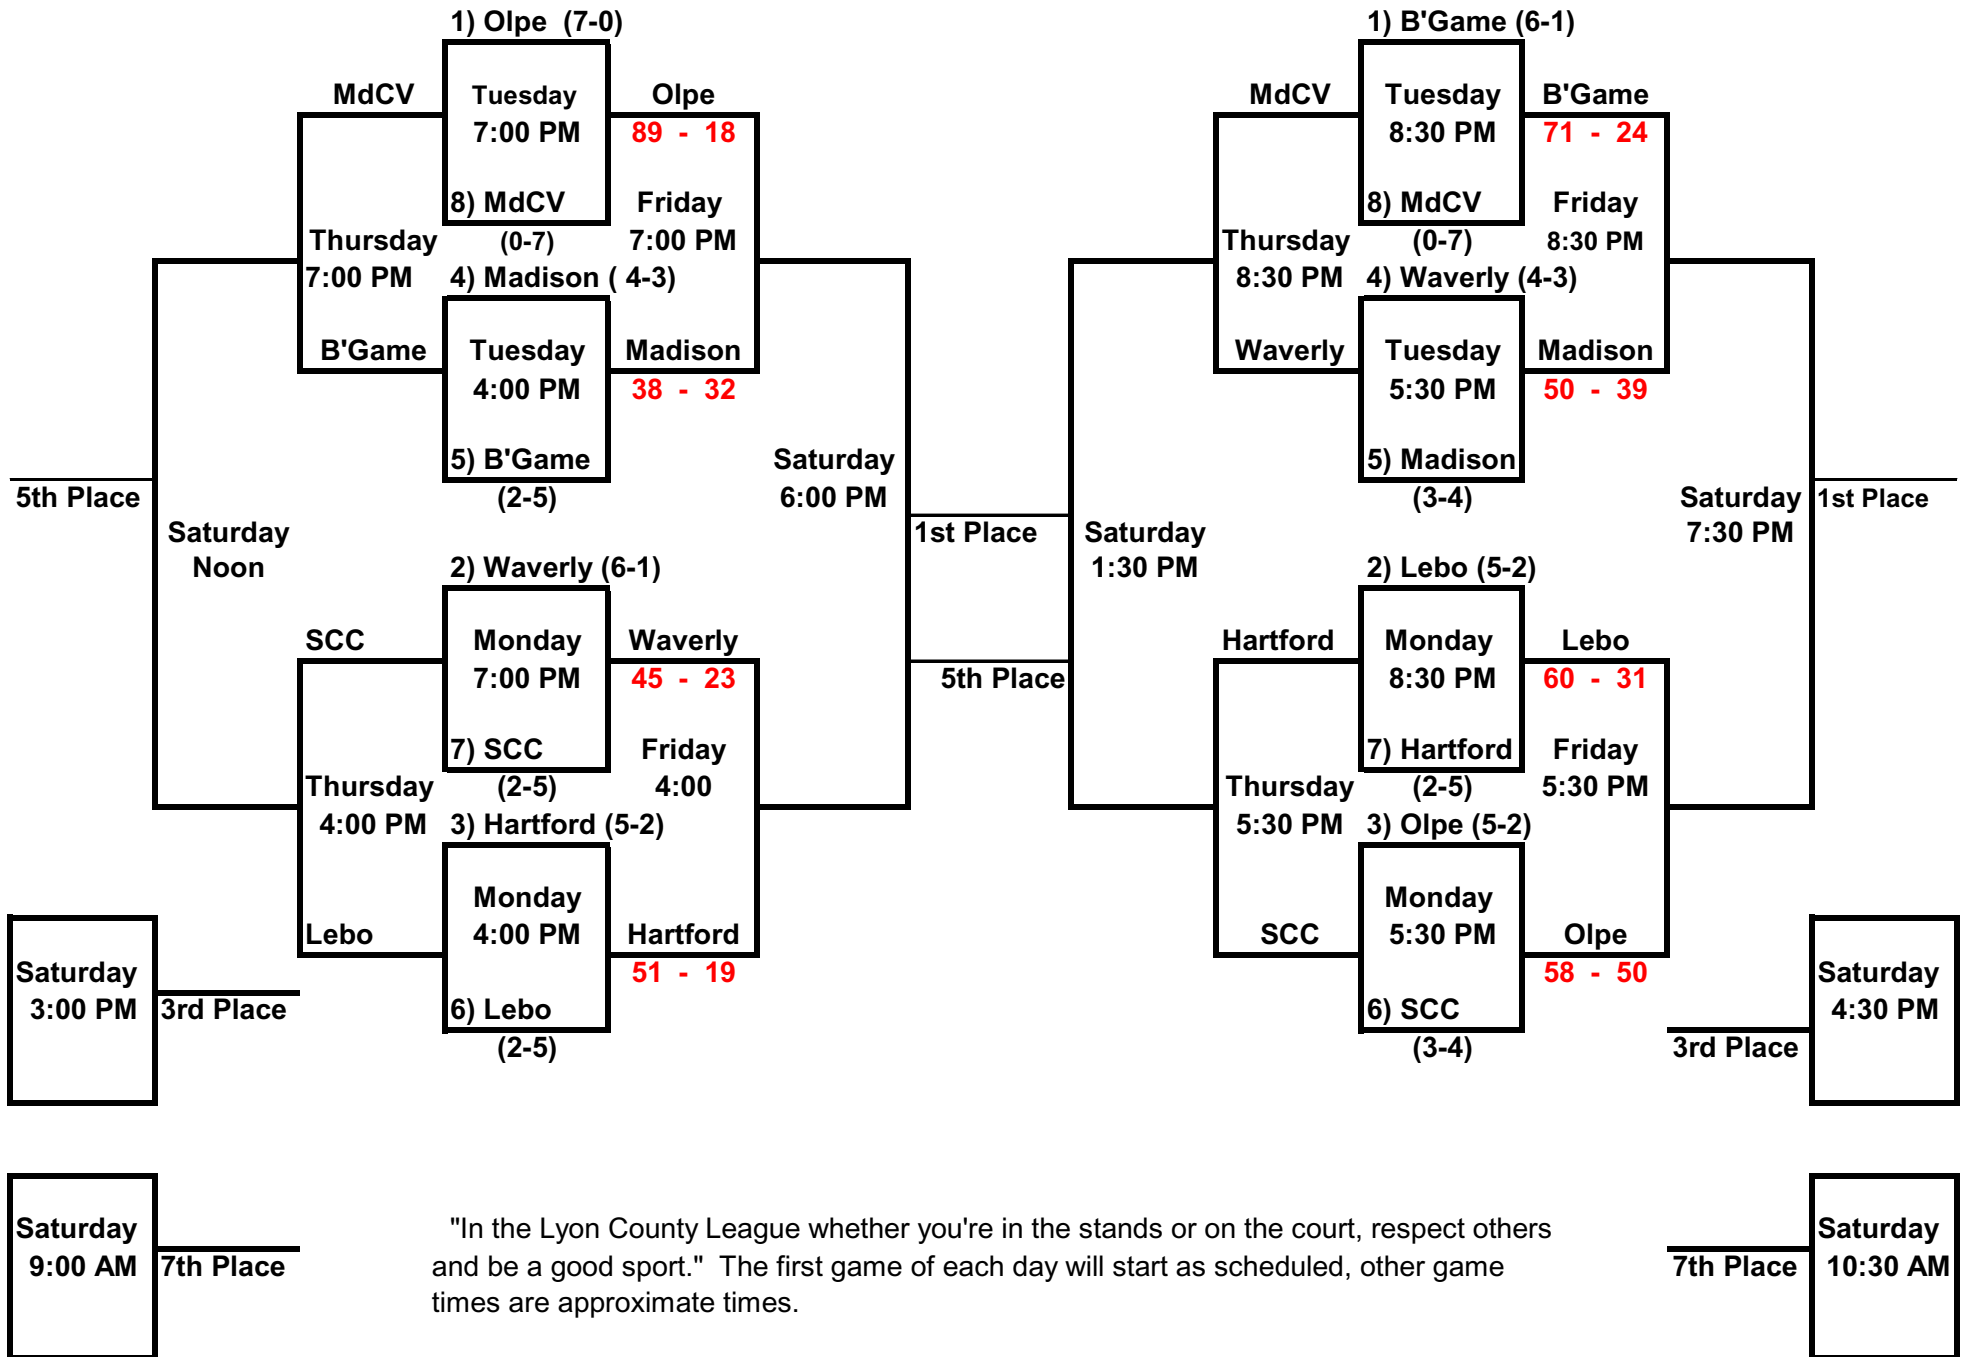 1) Olpe  (7-0)
1) B'Game (6-1)
MdCV Tuesday Olpe
MdCV Tuesday B'Game
7:00 PM 89 - 18
8:30 PM 71 - 24
8) MdCV Friday
8) MdCV Friday
Thursday (0-7) 7:00 PM
Thursday (0-7) 8:30 PM
7:00 PM 4) Madison ( 4-3)
8:30 PM 4) Waverly (4-3)
B'Game Tuesday Madison
Waverly Tuesday Madison
4:00 PM 38 - 32
5:30 PM 50 - 39
5) B'Game Saturday
5) Madison
5th Place (2-5) 6:00 PM
(3-4) Saturday 1st Place
Saturday 1st Place Saturday 7:30 PM
Noon 2) Waverly (6-1)
1:30 PM 2) Lebo (5-2)
SCC Monday Waverly
Hartford Monday Lebo
7:00 PM 45 - 23 5th Place
8:30 PM 60 - 31
7) SCC Friday
7) Hartford Friday
Thursday (2-5) 4:00
Thursday (2-5) 5:30 PM
4:00 PM 3) Hartford (5-2)
5:30 PM 3) Olpe (5-2)
Monday
Monday
Lebo 4:00 PM Hartford
SCC 5:30 PM Olpe
Saturday 51 - 19
58 - 50 Saturday
3:00 PM 3rd Place 6) Lebo
6) SCC 4:30 PM
(2-5)
(3-4) 3rd Place
Saturday
9:00 AM 7th Place
"In the Lyon County League whether you're in the stands or on the court, respect others
and be a good sport."  The first game of each day will start as scheduled, other game
times are approximate times.
Saturday
7th Place 10:30 AM